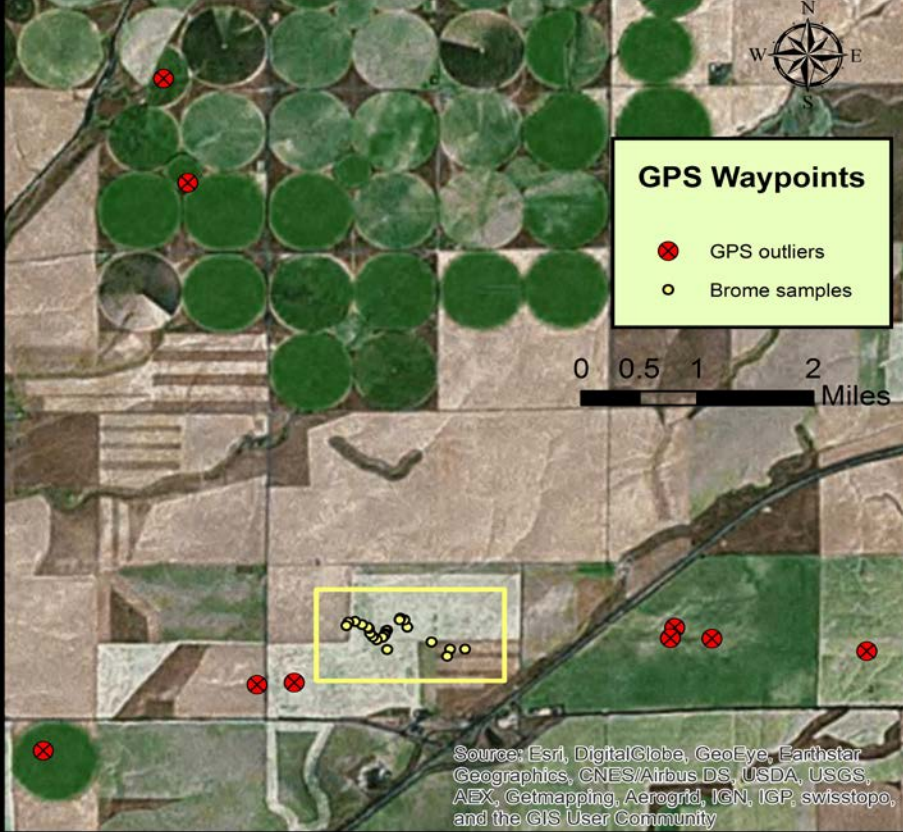 N
W E
S
GPS Waypoints
GPS outliers
Brome samples
0 0.5 1 2
Miles
Source: Esri, DigitalGlobe, GeoEye, Earthstar
Geographics, CNES/Airbus DS, USDA, USGS,
AEX, Getmapping, Aerogrid, IGN, IGP, swisstopo,
and the GIS User Community